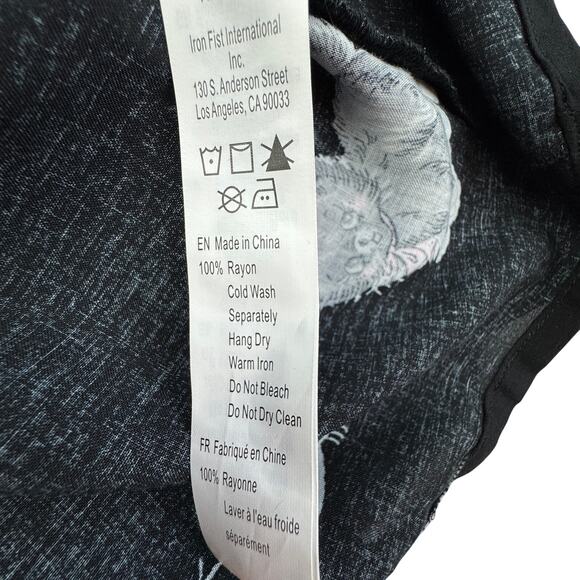 Iron Fist International
Inc.
130 S. Anderson Street
Los Angeles, CA 90033
EN Made in China
100% Rayon
Cold Wash
Separately
Hang Dry
Warm Iron
Do Not Bleach
Do Not Dry Clean
FR Fabriqué en Chine
100% Rayonne
Laver à l'eau froide
séparément